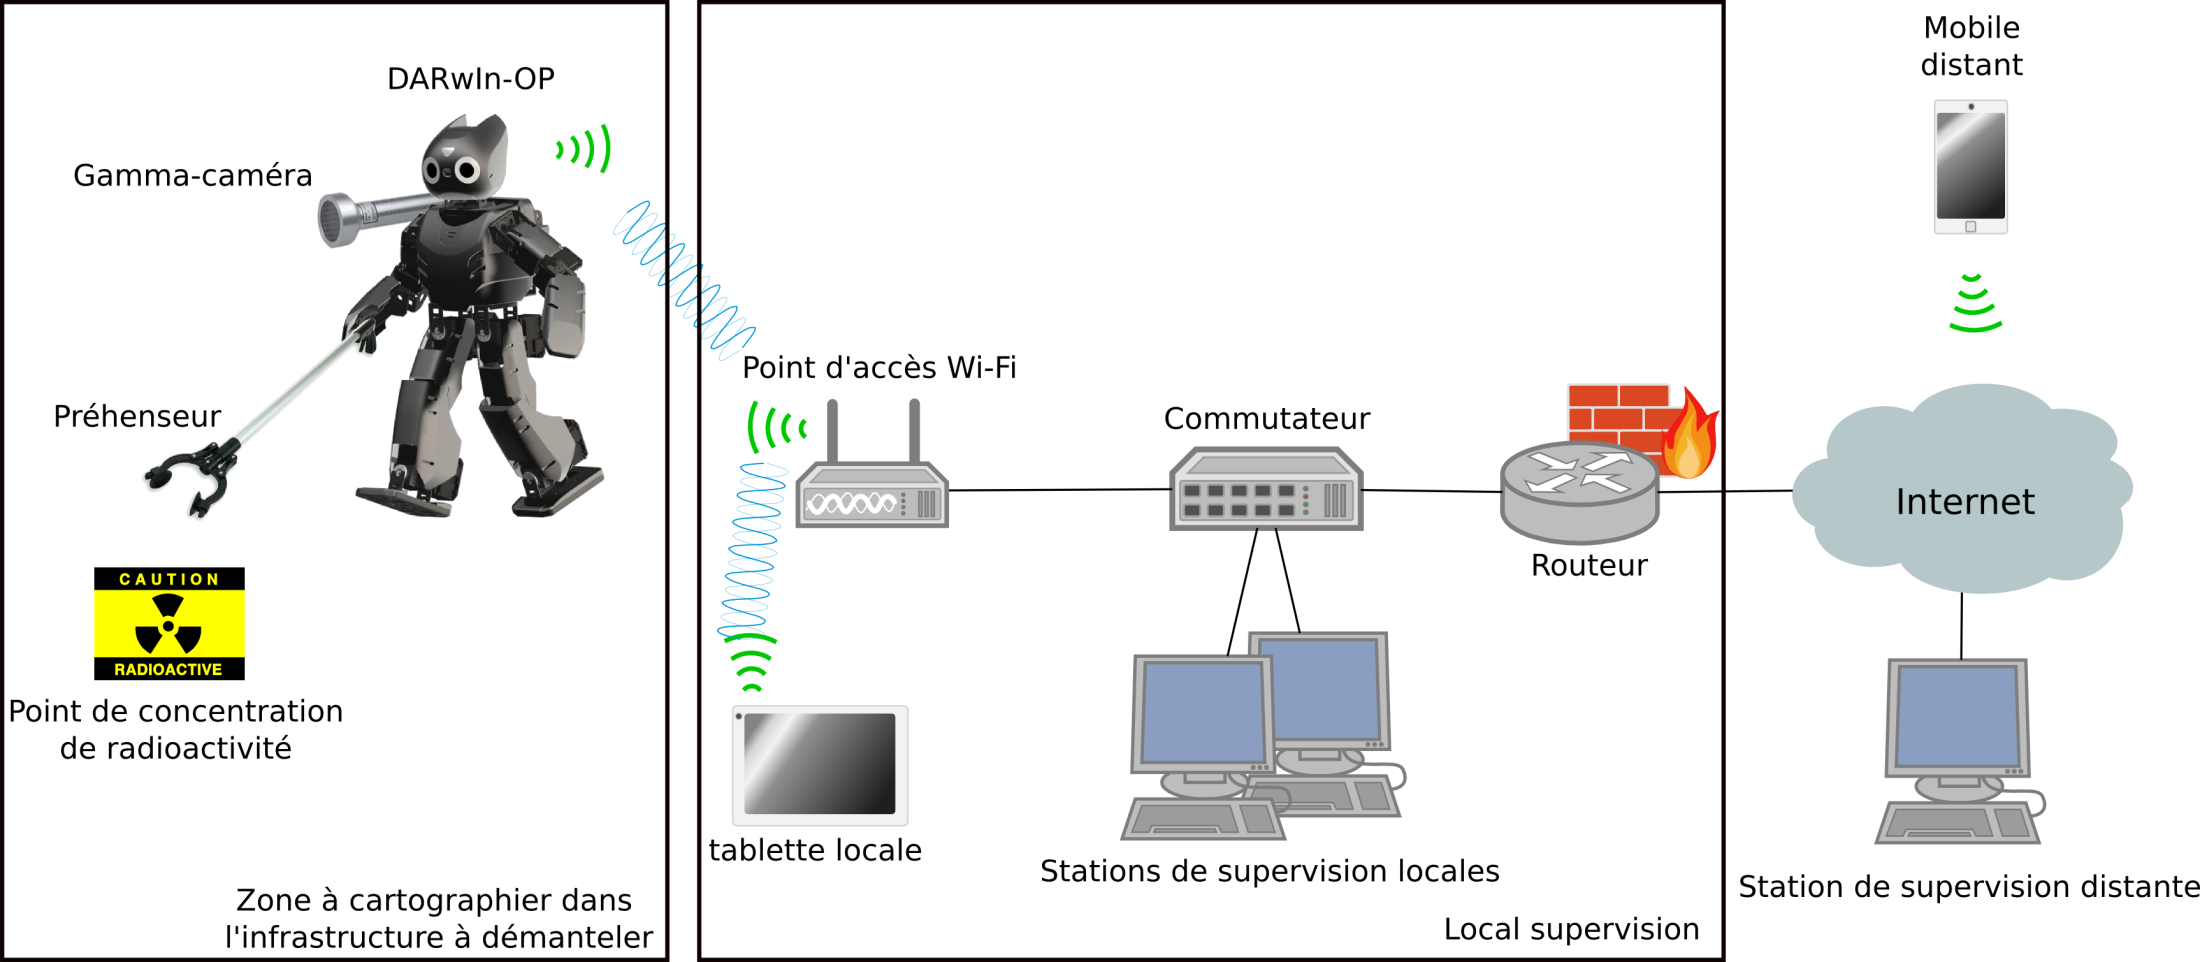 DARwIn-OP
Gamma-caméra
Préhenseur
CAUTION
RADIOACTIVE
Point de concentration
de radioactivité
Zone à cartographier dans
l'infrastructure à démanteler
Point d'accès Wi-Fi
Commutateur
Routeur
tablette locale
Stations de supervision locales
Local supervision
Mobile
distant
Internet
Station de supervision distante